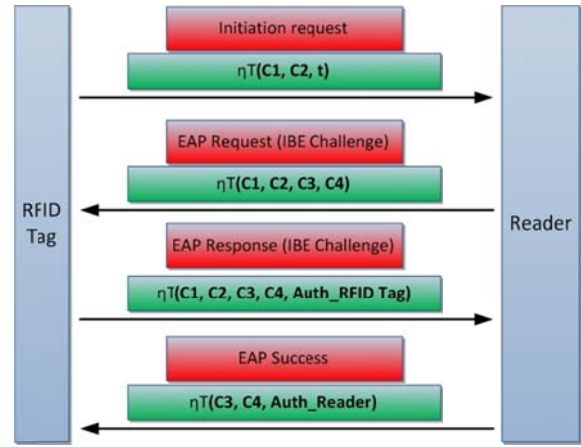 Initiation request
ηT(C1, C2, t)
EAP Request (IBE Challenge)
ηT(C1, C2, C3, C4)
RFID
Tag
Reader
EAP Response (IBE Challenge)
ηT(C1, C2, C3, C4, Auth_RFID Tag)
EAP Success
ηT(C3, C4, Auth_Reader)